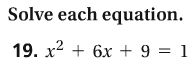 Solve each equation.
19. x² + 6x + 9 = 1